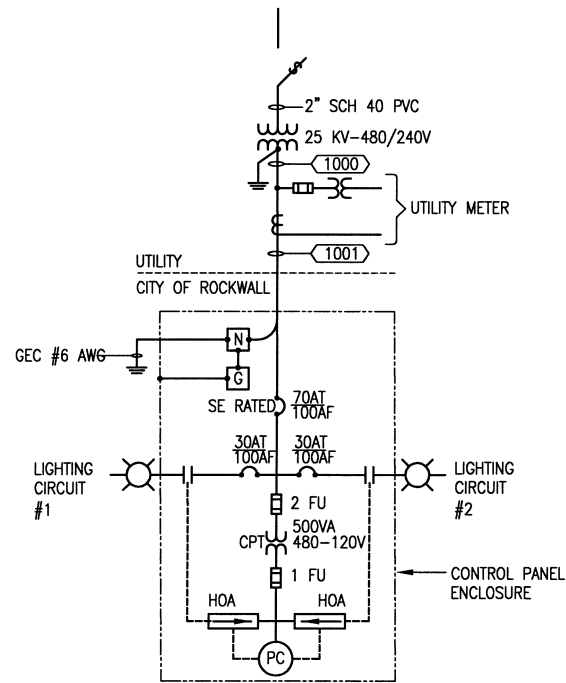 2" SCH 40 PVC
25 KV-480/240V
1000
UTILITY METER
1001
UTILITY
CITY OF ROCKWALL
N
GEC #6 AWG
G
SE RATED
70AT
100AF
30AT
100AF
30AT
100AF
LIGHTING
CIRCUIT
#1
LIGHTING
CIRCUIT
#2
2 FU
500VA
CPT 480-120V
1 FU
CONTROL PANEL
ENCLOSURE
HOA
HOA
PC